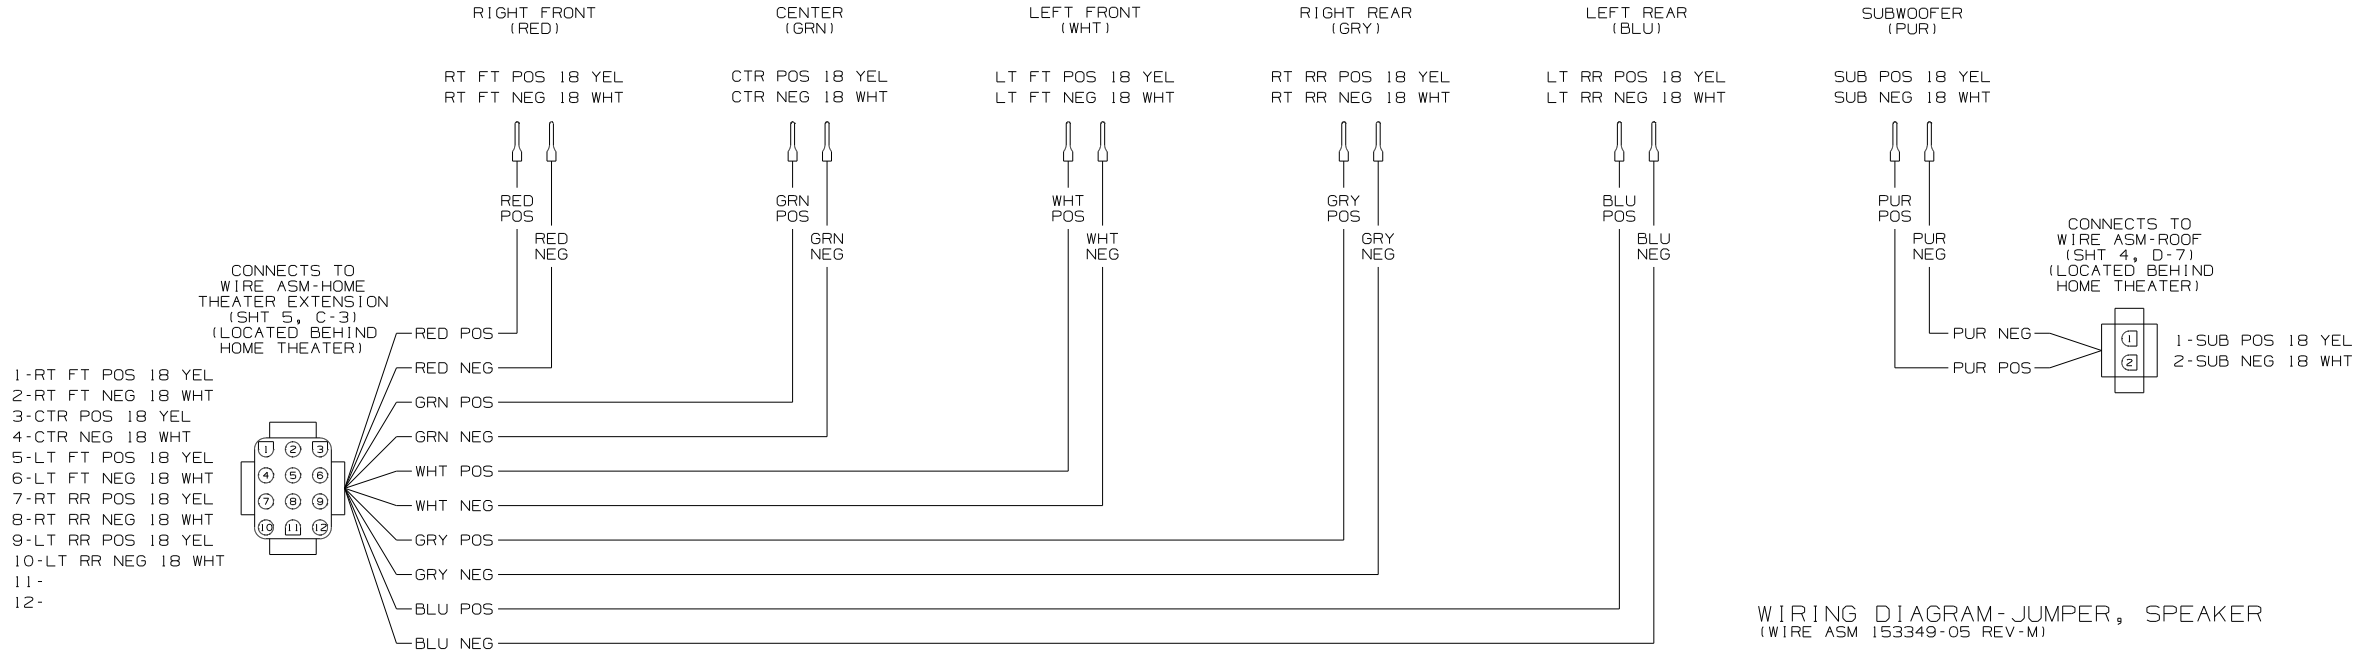 RIGHT FRONT
(RED)
CENTER
(GRN)
LEFT FRONT
(WHT)
RIGHT REAR
(GRY)
LEFT REAR
(BLU)
SUBWOOFER
(PUR)
RT FT POS 18 YEL
RT FT NEG 18 WHT
CTR POS 18 YEL
CTR NEG 18 WHT
LT FT POS 18 YEL
LT FT NEG 18 WHT
RT RR POS 18 YEL
RT RR NEG 18 WHT
LT RR POS 18 YEL
LT RR NEG 18 WHT
SUB POS 18 YEL
SUB NEG 18 WHT
RED
POS
RED
NEG
GRN
POS
GRN
NEG
WHT
POS
WHT
NEG
GRY
POS
GRY
NEG
BLU
POS
BLU
NEG
PUR
POS
PUR
NEG
CONNECTS TO
WIRE ASM-ROOF
(SHT 4, D-7)
(LOCATED BEHIND
HOME THEATER)
CONNECTS TO
WIRE ASM-HOME
THEATER EXTENSION
(SHT 5, C-3)
(LOCATED BEHIND
HOME THEATER)
RED POS
RED NEG
GRN POS
GRN NEG
WHT POS
WHT NEG
GRY POS
GRY NEG
BLU POS
BLU NEG
PUR NEG
PUR POS
1
2
1-SUB POS 18 YEL
2-SUB NEG 18 WHT
1-RT FT POS 18 YEL
2-RT FT NEG 18 WHT
3-CTR POS 18 YEL
4-CTR NEG 18 WHT
5-LT FT POS 18 YEL
6-LT FT NEG 18 WHT
7-RT RR POS 18 YEL
8-RT RR NEG 18 WHT
9-LT RR POS 18 YEL
10-LT RR NEG 18 WHT
11-
12-
1 2 3
4 5 6
7 8 9
10 11 12
WIRING DIAGRAM-JUMPER, SPEAKER
(WIRE ASM 153349-05 REV-M)